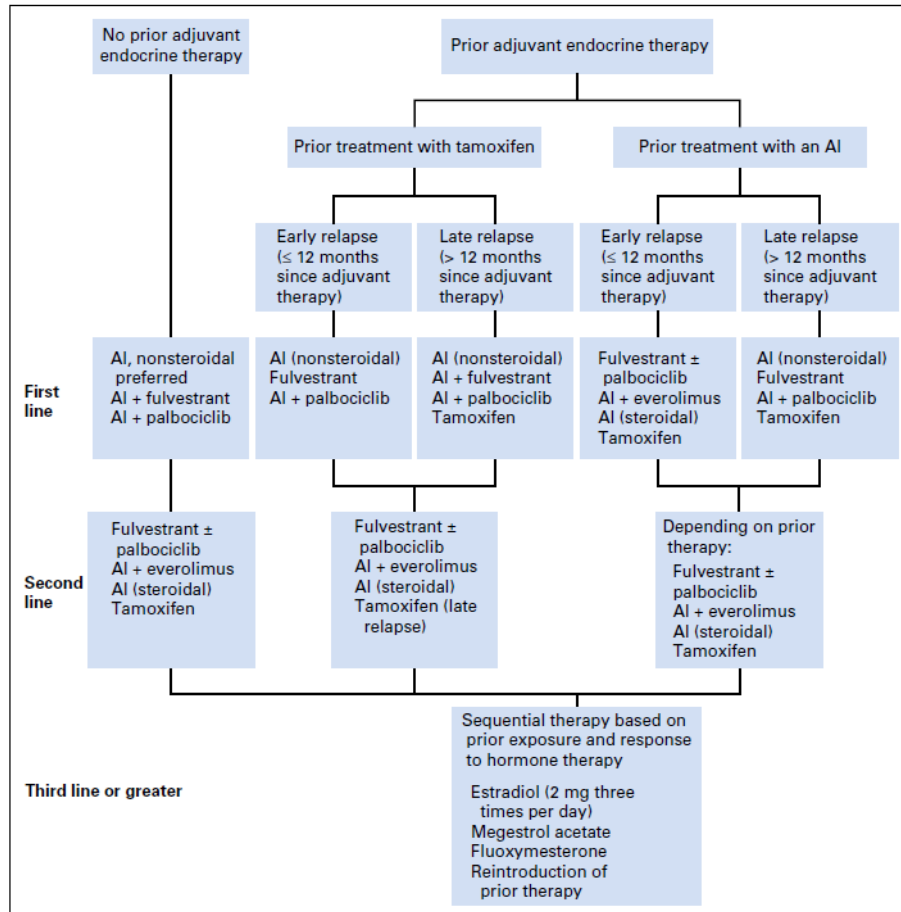 No prior adjuvant
endocrine therapy
Prior adjuvant endocrine therapy
Prior treatment with tamoxifen
Prior treatment with an AI
Early relapse
(≤ 12 months
since adjuvant
therapy)
Late relapse
(> 12 months
since adjuvant
therapy)
Early relapse
(≤ 12 months
since adjuvant
therapy)
Late relapse
(> 12 months
since adjuvant
therapy)
First
line
AI, nonsteroidal
preferred
AI + fulvestrant
AI + palbociclib
AI (nonsteroidal)
Fulvestrant
AI + palbociclib
AI (nonsteroidal)
AI + fulvestrant
AI + palbociclib
Tamoxifen
Fulvestrant ±
palbociclib
AI + everolimus
AI (steroidal)
Tamoxifen
AI (nonsteroidal)
Fulvestrant
AI + palbociclib
Tamoxifen
Second
line
Fulvestrant ±
palbociclib
AI + everolimus
AI (steroidal)
Tamoxifen
Fulvestrant ±
palbociclib
AI + everolimus
AI (steroidal)
Tamoxifen (late
relapse)
Depending on prior
therapy:
Fulvestrant ±
palbociclib
AI + everolimus
AI (steroidal)
Tamoxifen
Third line or greater
Sequential therapy based on
prior exposure and response
to hormone therapy
Estradiol (2 mg three
times per day)
Megestrol acetate
Fluoxymesterone
Reintroduction of
prior therapy